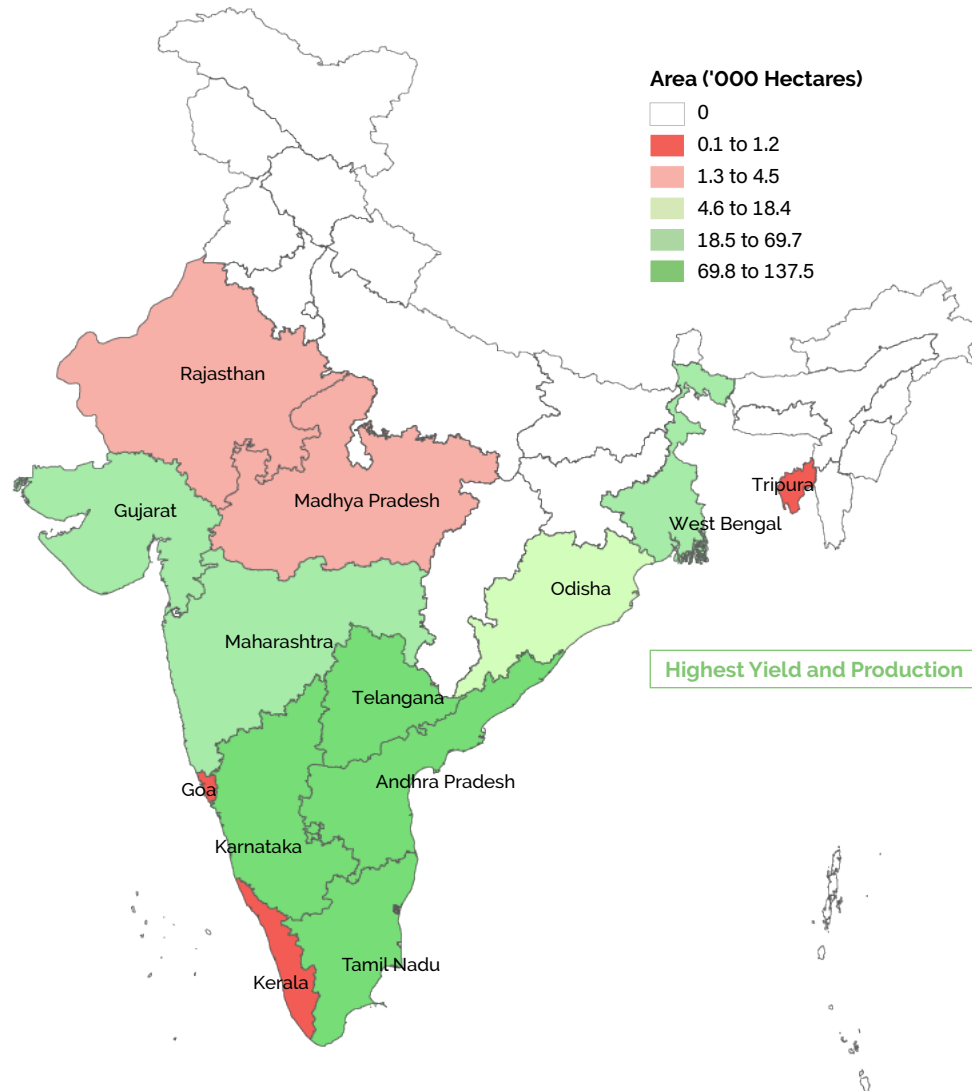 Area ('000 Hectares)
0
0.1 to 1.2
1.3 to 4.5
4.6 to 18.4
18.5 to 69.7
69.8 to 137.5
Rajasthan
Tripura
Madhya Pradesh
Gujarat
West Bengal
Odisha
Maharashtra
Highest Yield and Production
Telangana
Andhra Pradesh
Goa
Karnataka
Tamil Nadu
Kerala